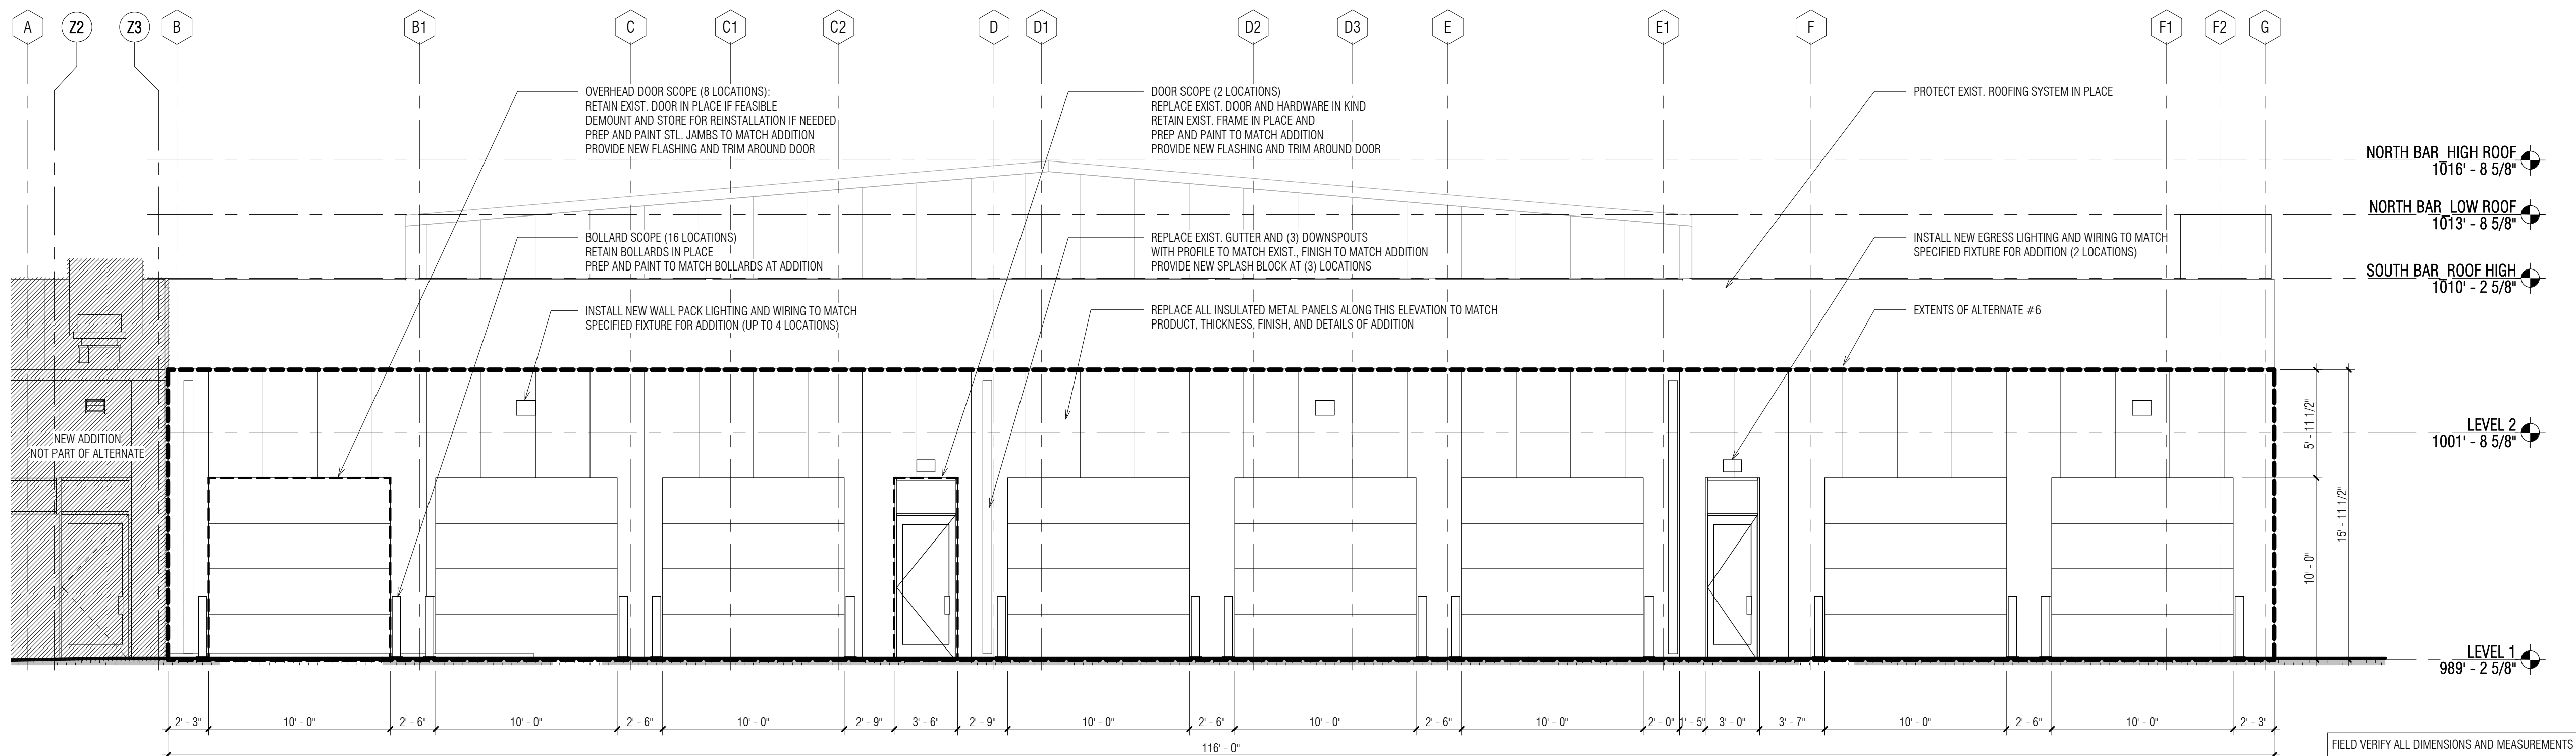 A
Z2
Z3
B
B1
C
C1
C2
D
D1
D2
D3
E
E1
F
F1
F2
G
OVERHEAD DOOR SCOPE (8 LOCATIONS):
RETAIN EXIST. DOOR IN PLACE IF FEASIBLE
DEMOUNT AND STORE FOR REINSTALLATION IF NEEDED
PREP AND PAINT STL. JAMBS TO MATCH ADDITION
PROVIDE NEW FLASHING AND TRIM AROUND DOOR
DOOR SCOPE (2 LOCATIONS)
REPLACE EXIST. DOOR AND HARDWARE IN KIND
RETAIN EXIST. FRAME IN PLACE AND
PREP AND PAINT TO MATCH ADDITION
PROVIDE NEW FLASHING AND TRIM AROUND DOOR
PROTECT EXIST. ROOFING SYSTEM IN PLACE
NORTH BAR HIGH ROOF
1016' - 8 5/8"
NORTH BAR LOW ROOF
1013' - 8 5/8"
BOLLARD SCOPE (16 LOCATIONS)
RETAIN BOLLARDS IN PLACE
PREP AND PAINT TO MATCH BOLLARDS AT ADDITION
REPLACE EXIST. GUTTER AND (3) DOWNSPOUTS
WITH PROFILE TO MATCH EXIST., FINISH TO MATCH ADDITION
PROVIDE NEW SPLASH BLOCK AT (3) LOCATIONS
INSTALL NEW EGRESS LIGHTING AND WIRING TO MATCH
SPECIFIED FIXTURE FOR ADDITION (2 LOCATIONS)
SOUTH BAR ROOF HIGH
1010' - 2 5/8"
INSTALL NEW WALL PACK LIGHTING AND WIRING TO MATCH
SPECIFIED FIXTURE FOR ADDITION (UP TO 4 LOCATIONS)
REPLACE ALL INSULATED METAL PANELS ALONG THIS ELEVATION TO MATCH
PRODUCT, THICKNESS, FINISH, AND DETAILS OF ADDITION
EXTENTS OF ALTERNATE #6
NEW ADDITION
NOT PART OF ALTERNATE
5' - 11 1/2"
LEVEL 2
1001' - 8 5/8"
15' - 11 1/2"
10' - 0"
LEVEL 1
989' - 2 5/8"
2' - 3"
10' - 0"
2' - 6"
10' - 0"
2' - 6"
10' - 0"
2' - 9"
3' - 6"
2' - 9"
10' - 0"
2' - 6"
10' - 0"
2' - 6"
10' - 0"
2' - 0"
1' - 5"
3' - 0"
3' - 7"
10' - 0"
2' - 6"
10' - 0"
2' - 3"
116' - 0"
FIELD VERIFY ALL DIMENSIONS AND MEASUREMENTS